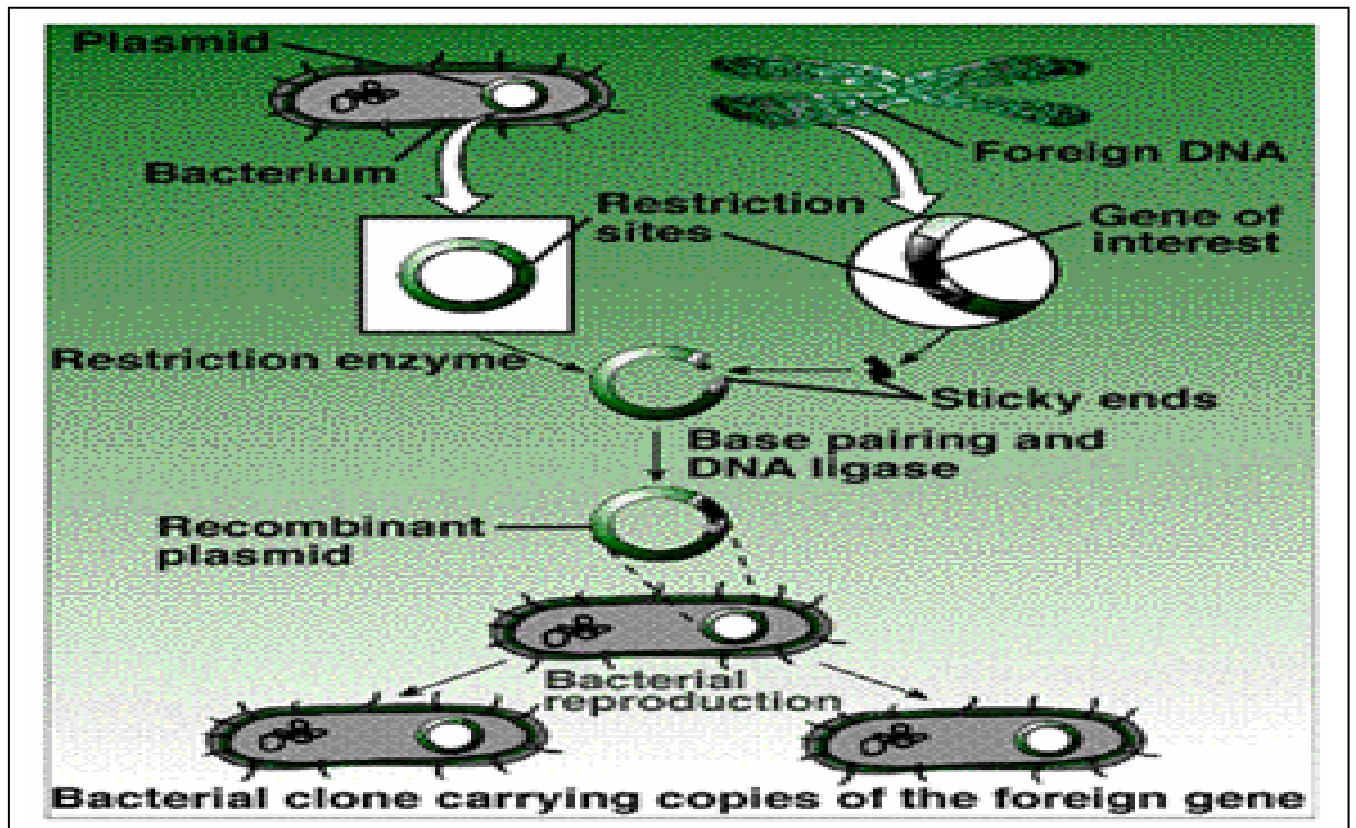 Plasmid
Bacterium
Foreign DNA
Restriction
sites
Gene of
interest
Restriction enzyme
Sticky ends
Base pairing and
DNA ligase
Recombinant
plasmid
Bacterial
reproduction
Bacterial clone carrying copies of the foreign gene